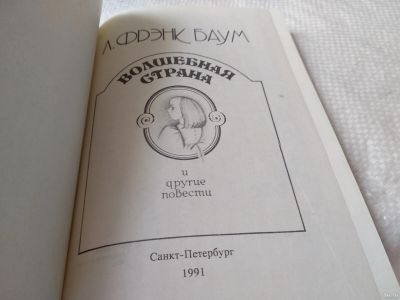 Л. ФРЭНК БАУМ
ВОЛШЕБНАЯ
СТРАНА
и
другие
повести
Санкт-Петербург
1991